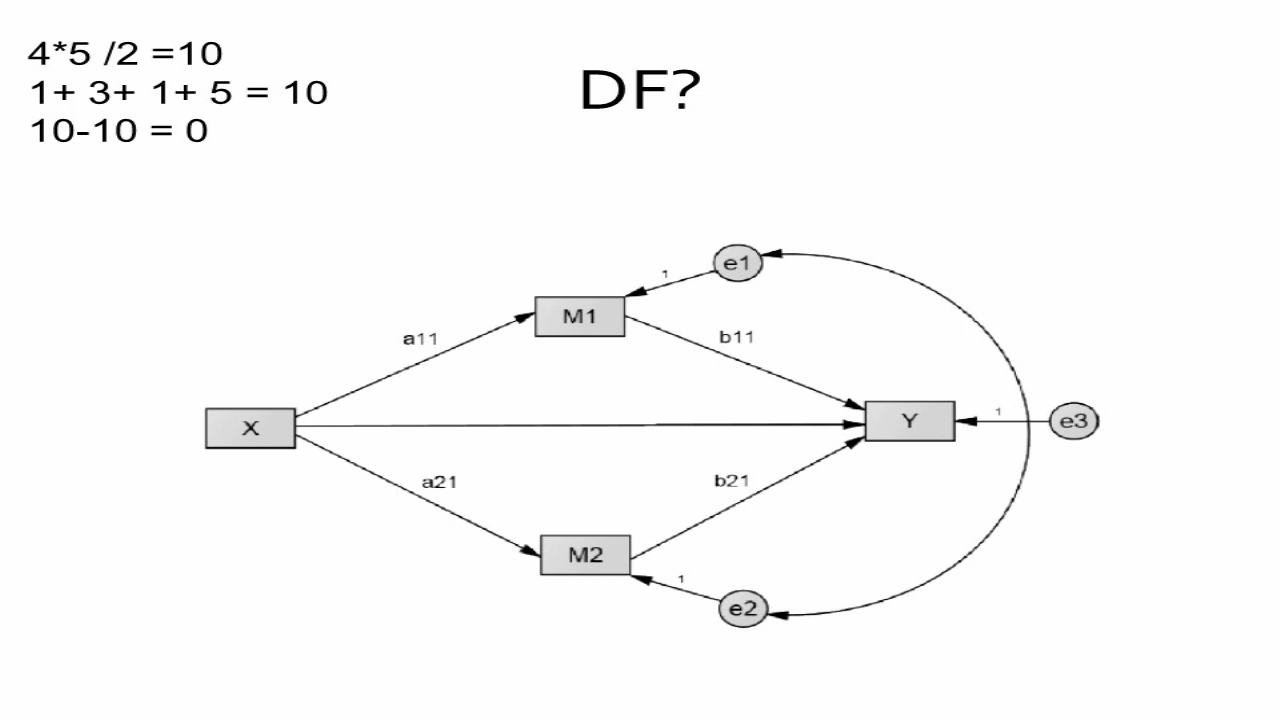 4*5 /2 =10
1+ 3+ 1+ 5 = 10
10-10 = 0
DF?
e1
1
M1
a11
b11
X
Y
1
e3
a21
b21
M2
1
e2